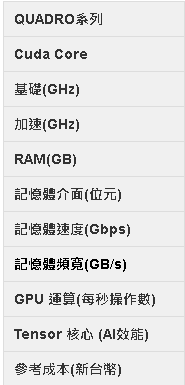 QUADRO系列
Cuda Core
基礎(GHz)
加速(GHz)
RAM(GB)
記憶體介面(位元)
記憶體速度(Gbps)
記憶體頻寬(GB/s)
GPU 運算(每秒操作數)
Tensor 核心 (AI效能)
參考成本(新台幣)